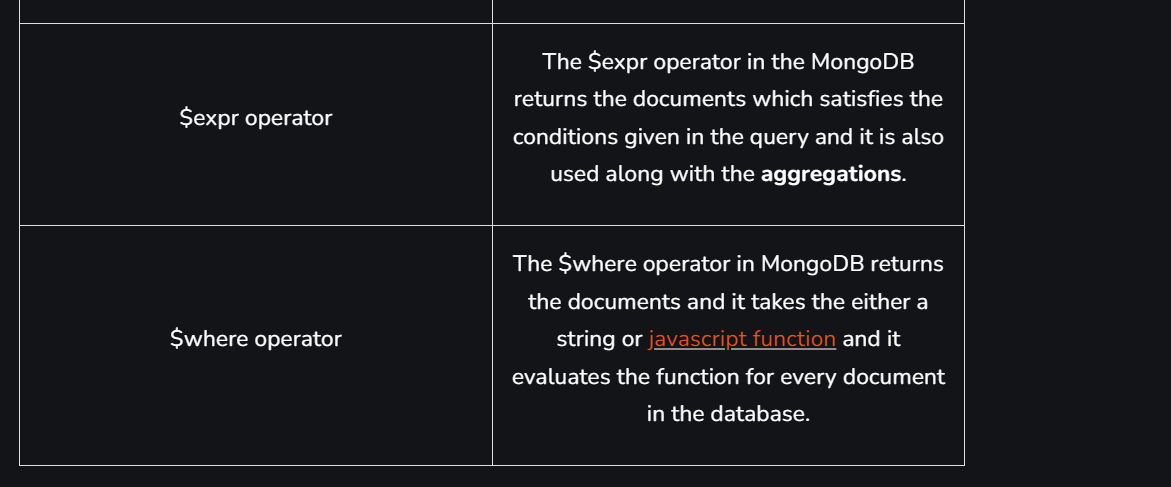 $expr operator
The $expr operator in the MongoDB
returns the documents which satisfies the
conditions given in the query and it is also
used along with the aggregations.
$where operator
The $where operator in MongoDB returns
the documents and it takes the either a
string or javascript function and it
evaluates the function for every document
in the database.